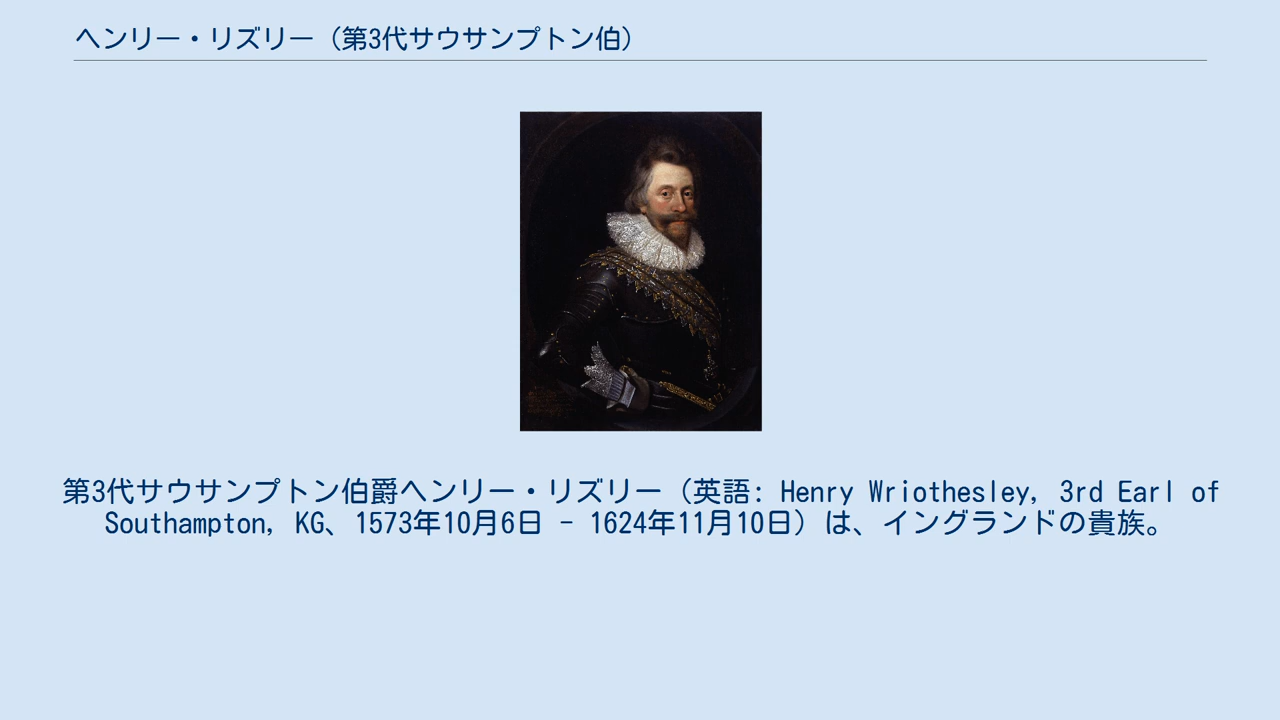 ヘンリー・リズリー（第3代サウサンプトン伯）
第3代サウサンプトン伯爵ヘンリー・リズリー（英語: Henry Wriothesley, 3rd Earl of
Southampton, KG、1573年10月6日 - 1624年11月10日）は、イングランドの貴族。